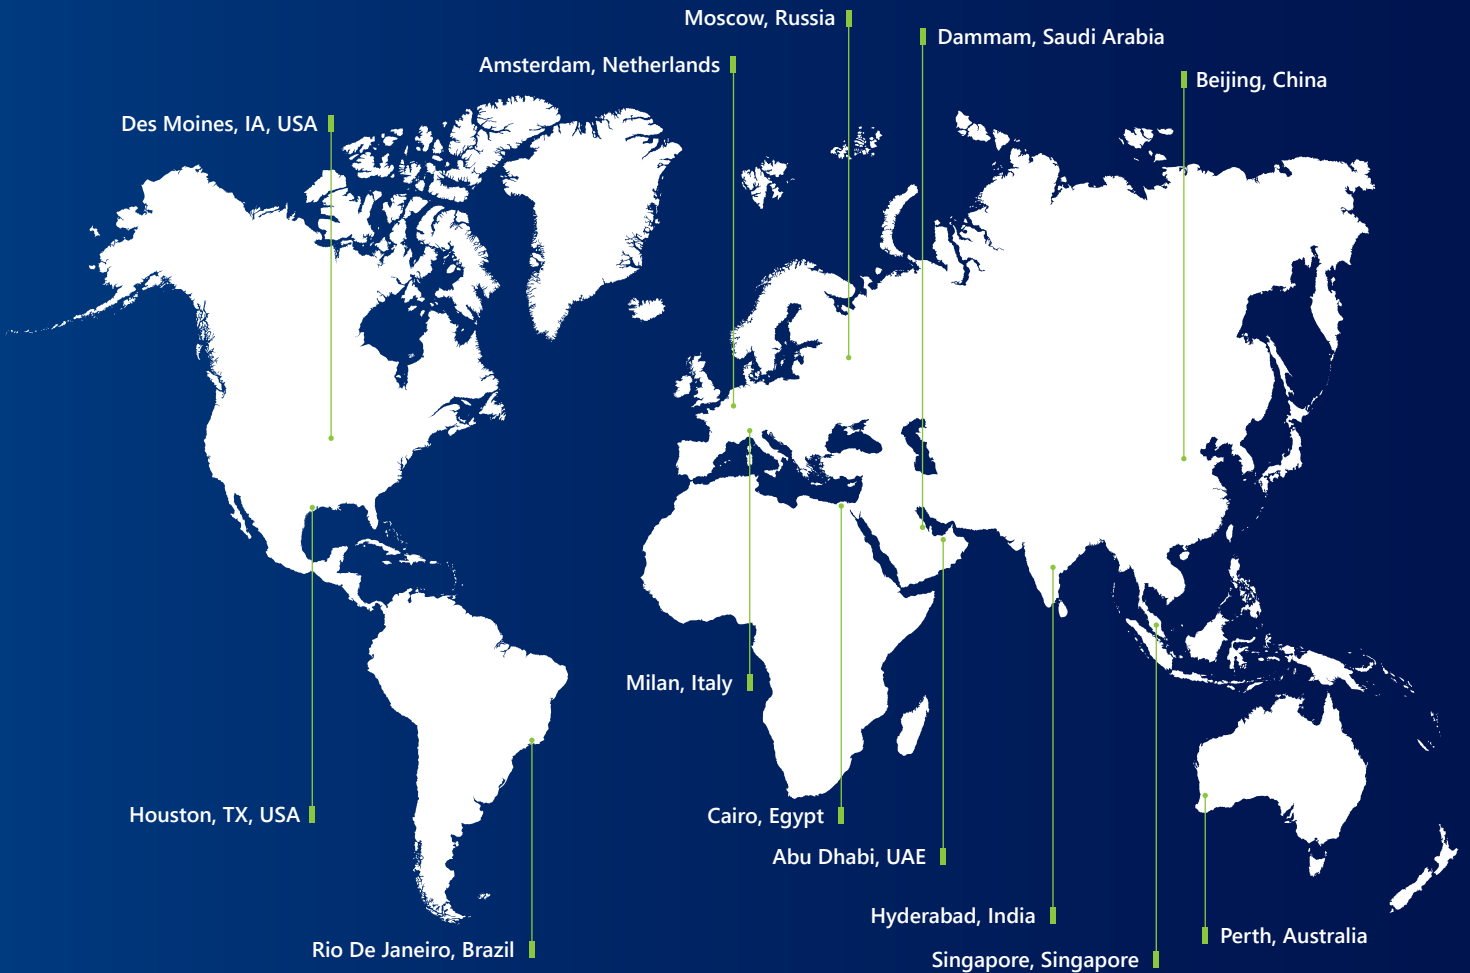 Moscow, Russia
Dammam, Saudi Arabia
Amsterdam, Netherlands
Beijing, China
Des Moines, IA, USA
Milan, Italy
Houston, TX, USA
Cairo, Egypt
Abu Dhabi, UAE
Hyderabad, India
Perth, Australia
Rio De Janeiro, Brazil
Singapore, Singapore